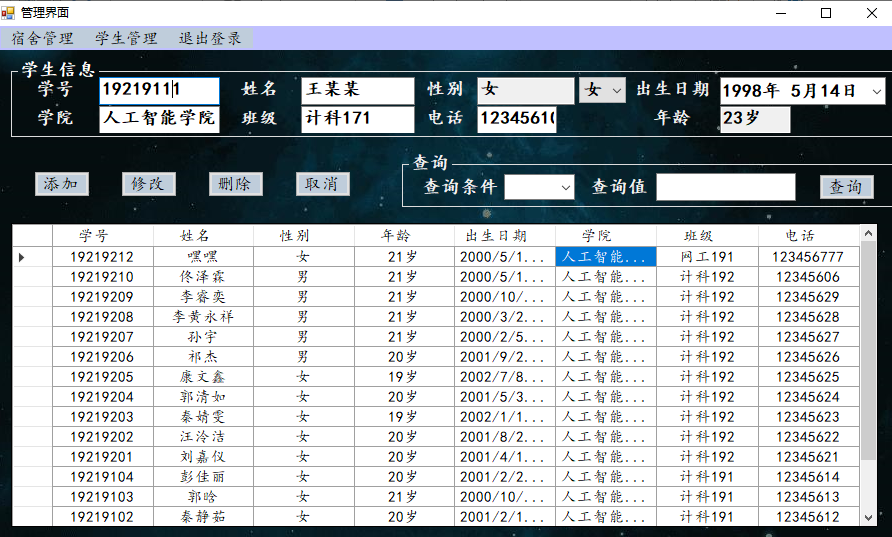 管理界面
宿舍管理 学生管理 退出登录
学生信息
学号 19219111 姓名 王某某 性别 女 女 出生日期 1998年 5月14日
学院 人工智能学院 班级 计科171 电话 1234561 年龄 23岁
添加 修改 删除 取消
查询
查询条件 查询值 查询
学号 姓名 性别 年龄 出生日期 学院 班级 电话
19219212 嘿嘿 女 21岁 2000/5/1... 人工智能... 网工191 123456777
19219210 佟泽霖 男 21岁 2000/5/1... 人工智能... 计科192 12345606
19219209 李睿奕 男 21岁 2000/10/... 人工智能... 计科192 12345629
19219208 李黄永祥 男 21岁 2000/3/2... 人工智能... 计科192 12345628
19219207 孙宇 男 21岁 2000/2/5... 人工智能... 计科192 12345627
19219206 祁杰 男 20岁 2001/9/2... 人工智能... 计科192 12345626
19219205 康文鑫 女 19岁 2002/7/8... 人工智能... 计科192 12345625
19219204 郭清如 女 20岁 2001/5/3... 人工智能... 计科192 12345624
19219203 秦婧雯 女 19岁 2002/1/1... 人工智能... 计科192 12345623
19219202 汪泠洁 女 20岁 2001/8/2... 人工智能... 计科192 12345622
19219201 刘嘉仪 女 20岁 2001/4/1... 人工智能... 计科192 12345621
19219104 彭佳丽 女 20岁 2001/2/2... 人工智能... 计科191 12345614
19219103 郭晗 女 21岁 2000/10/... 人工智能... 计科191 12345613
19219102 秦静茹 女 20岁 2001/2/1... 人工智能... 计科191 12345612